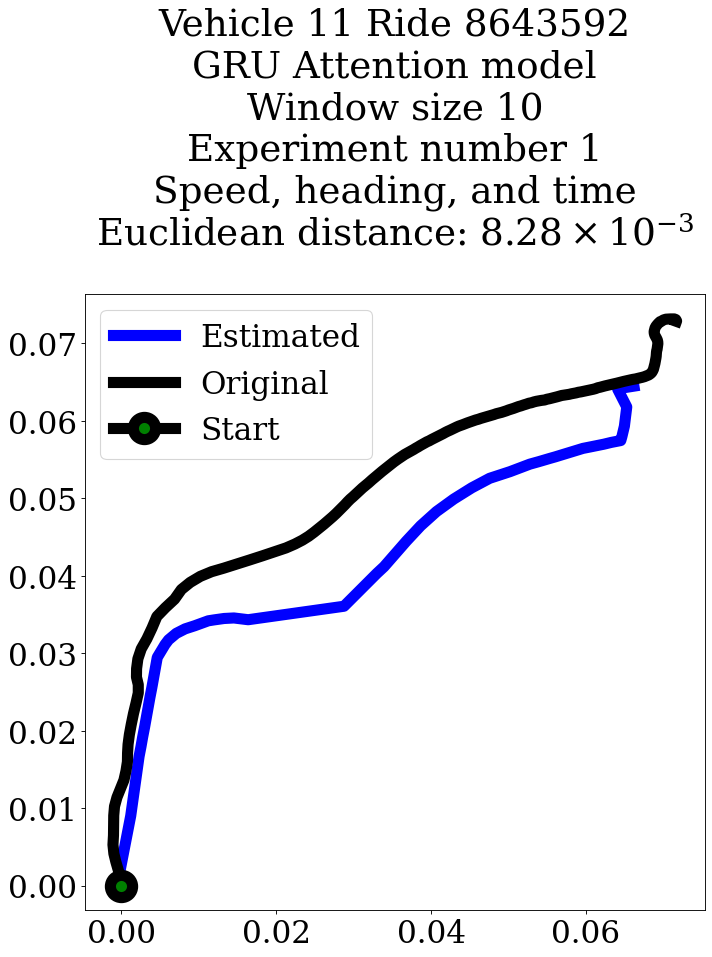 Vehicle 11 Ride 8643592
GRU Attention model
Window size 10
Experiment number 1
Speed, heading, and time
Euclidean distance: 8.28 × 10⁻³
Estimated
Original
Start
0.07
0.06
0.05
0.04
0.03
0.02
0.01
0.00
0.00 0.02 0.04 0.06